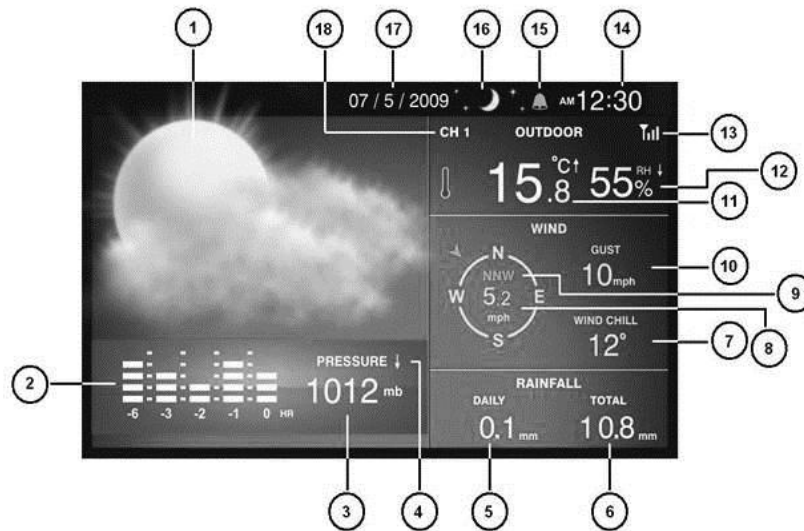 18 17 16 15 14
1
07 / 5 / 2009 AM 12:30
CH 1 OUTDOOR
13
15.8 °C↑ 55% RH ↓
12
11
WIND
N
NNW
W 5.2 E
mph
S
GUST
10 mph
10
9
WIND CHILL
12°
7
8
2
-6 -3 -2 -1 0 HR
PRESSURE ↓
1012 mb
RAINFALL
DAILY TOTAL
0.1 mm 10.8 mm
3 4 5 6